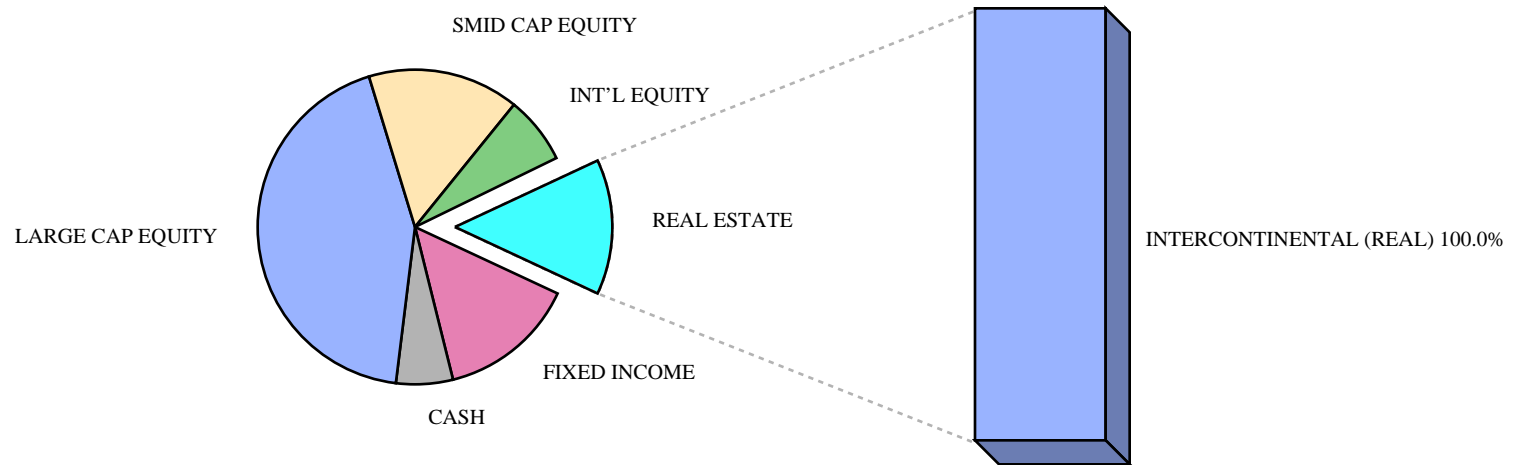 SMID CAP EQUITY
INT'L EQUITY
REAL ESTATE
LARGE CAP EQUITY
INTERCONTINENTAL (REAL) 100.0%
FIXED INCOME
CASH